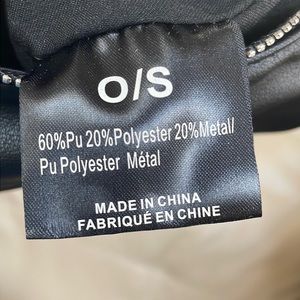 O/S
60%Pu 20%Polyester 20%Metal/
Pu Polyester Métal
MADE IN CHINA
FABRIQUÉ EN CHINE